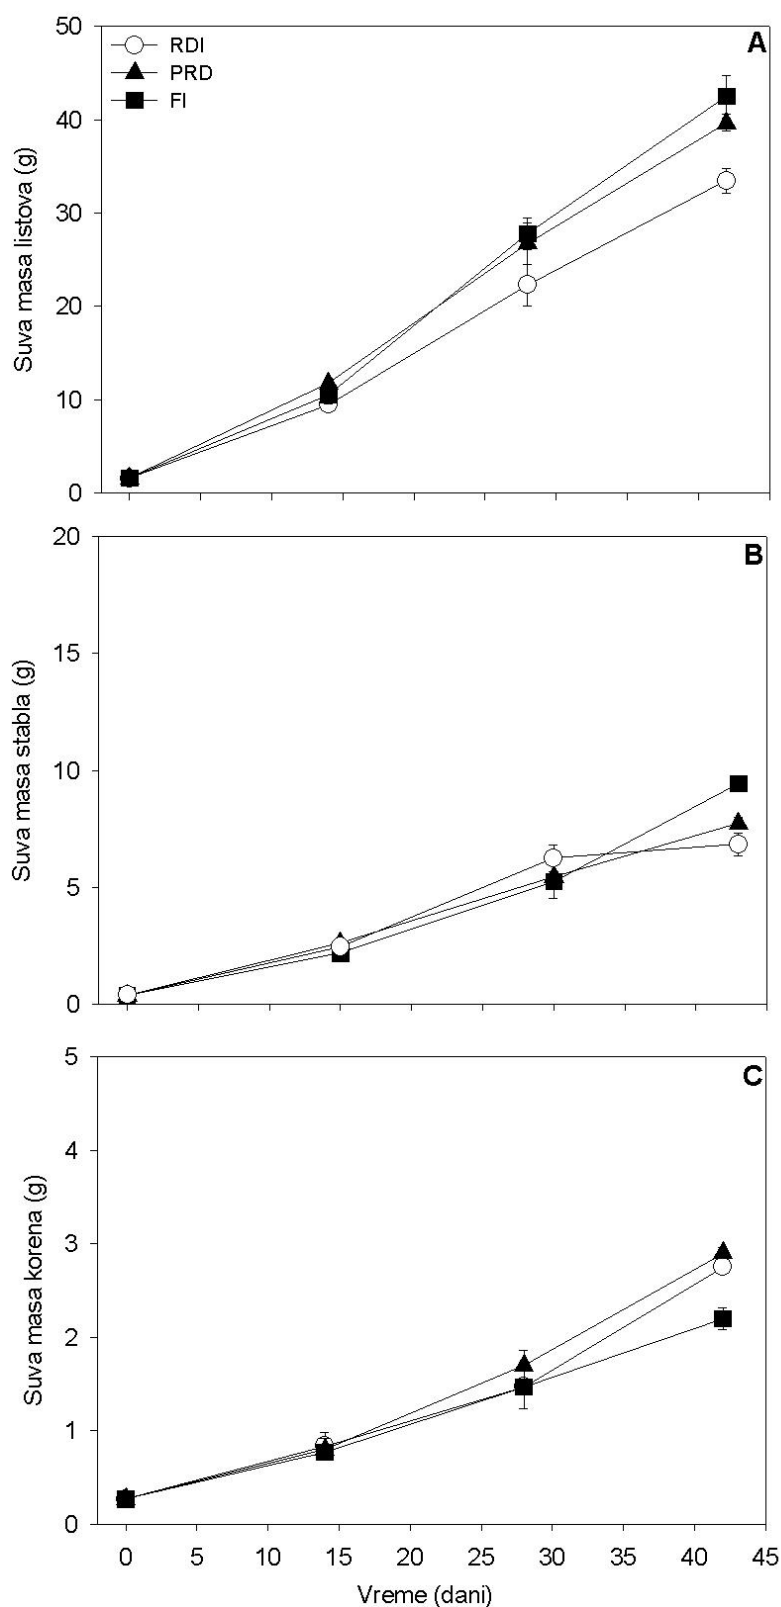 A
RDI
PRD
FI
50
40
30
20
10
0
Suva masa listova (g)
B
20
15
10
5
0
Suva masa stabla (g)
C
5
4
3
2
1
0
Suva masa korena (g)
0 5 10 15 20 25 30 35 40 45
Vreme (dani)